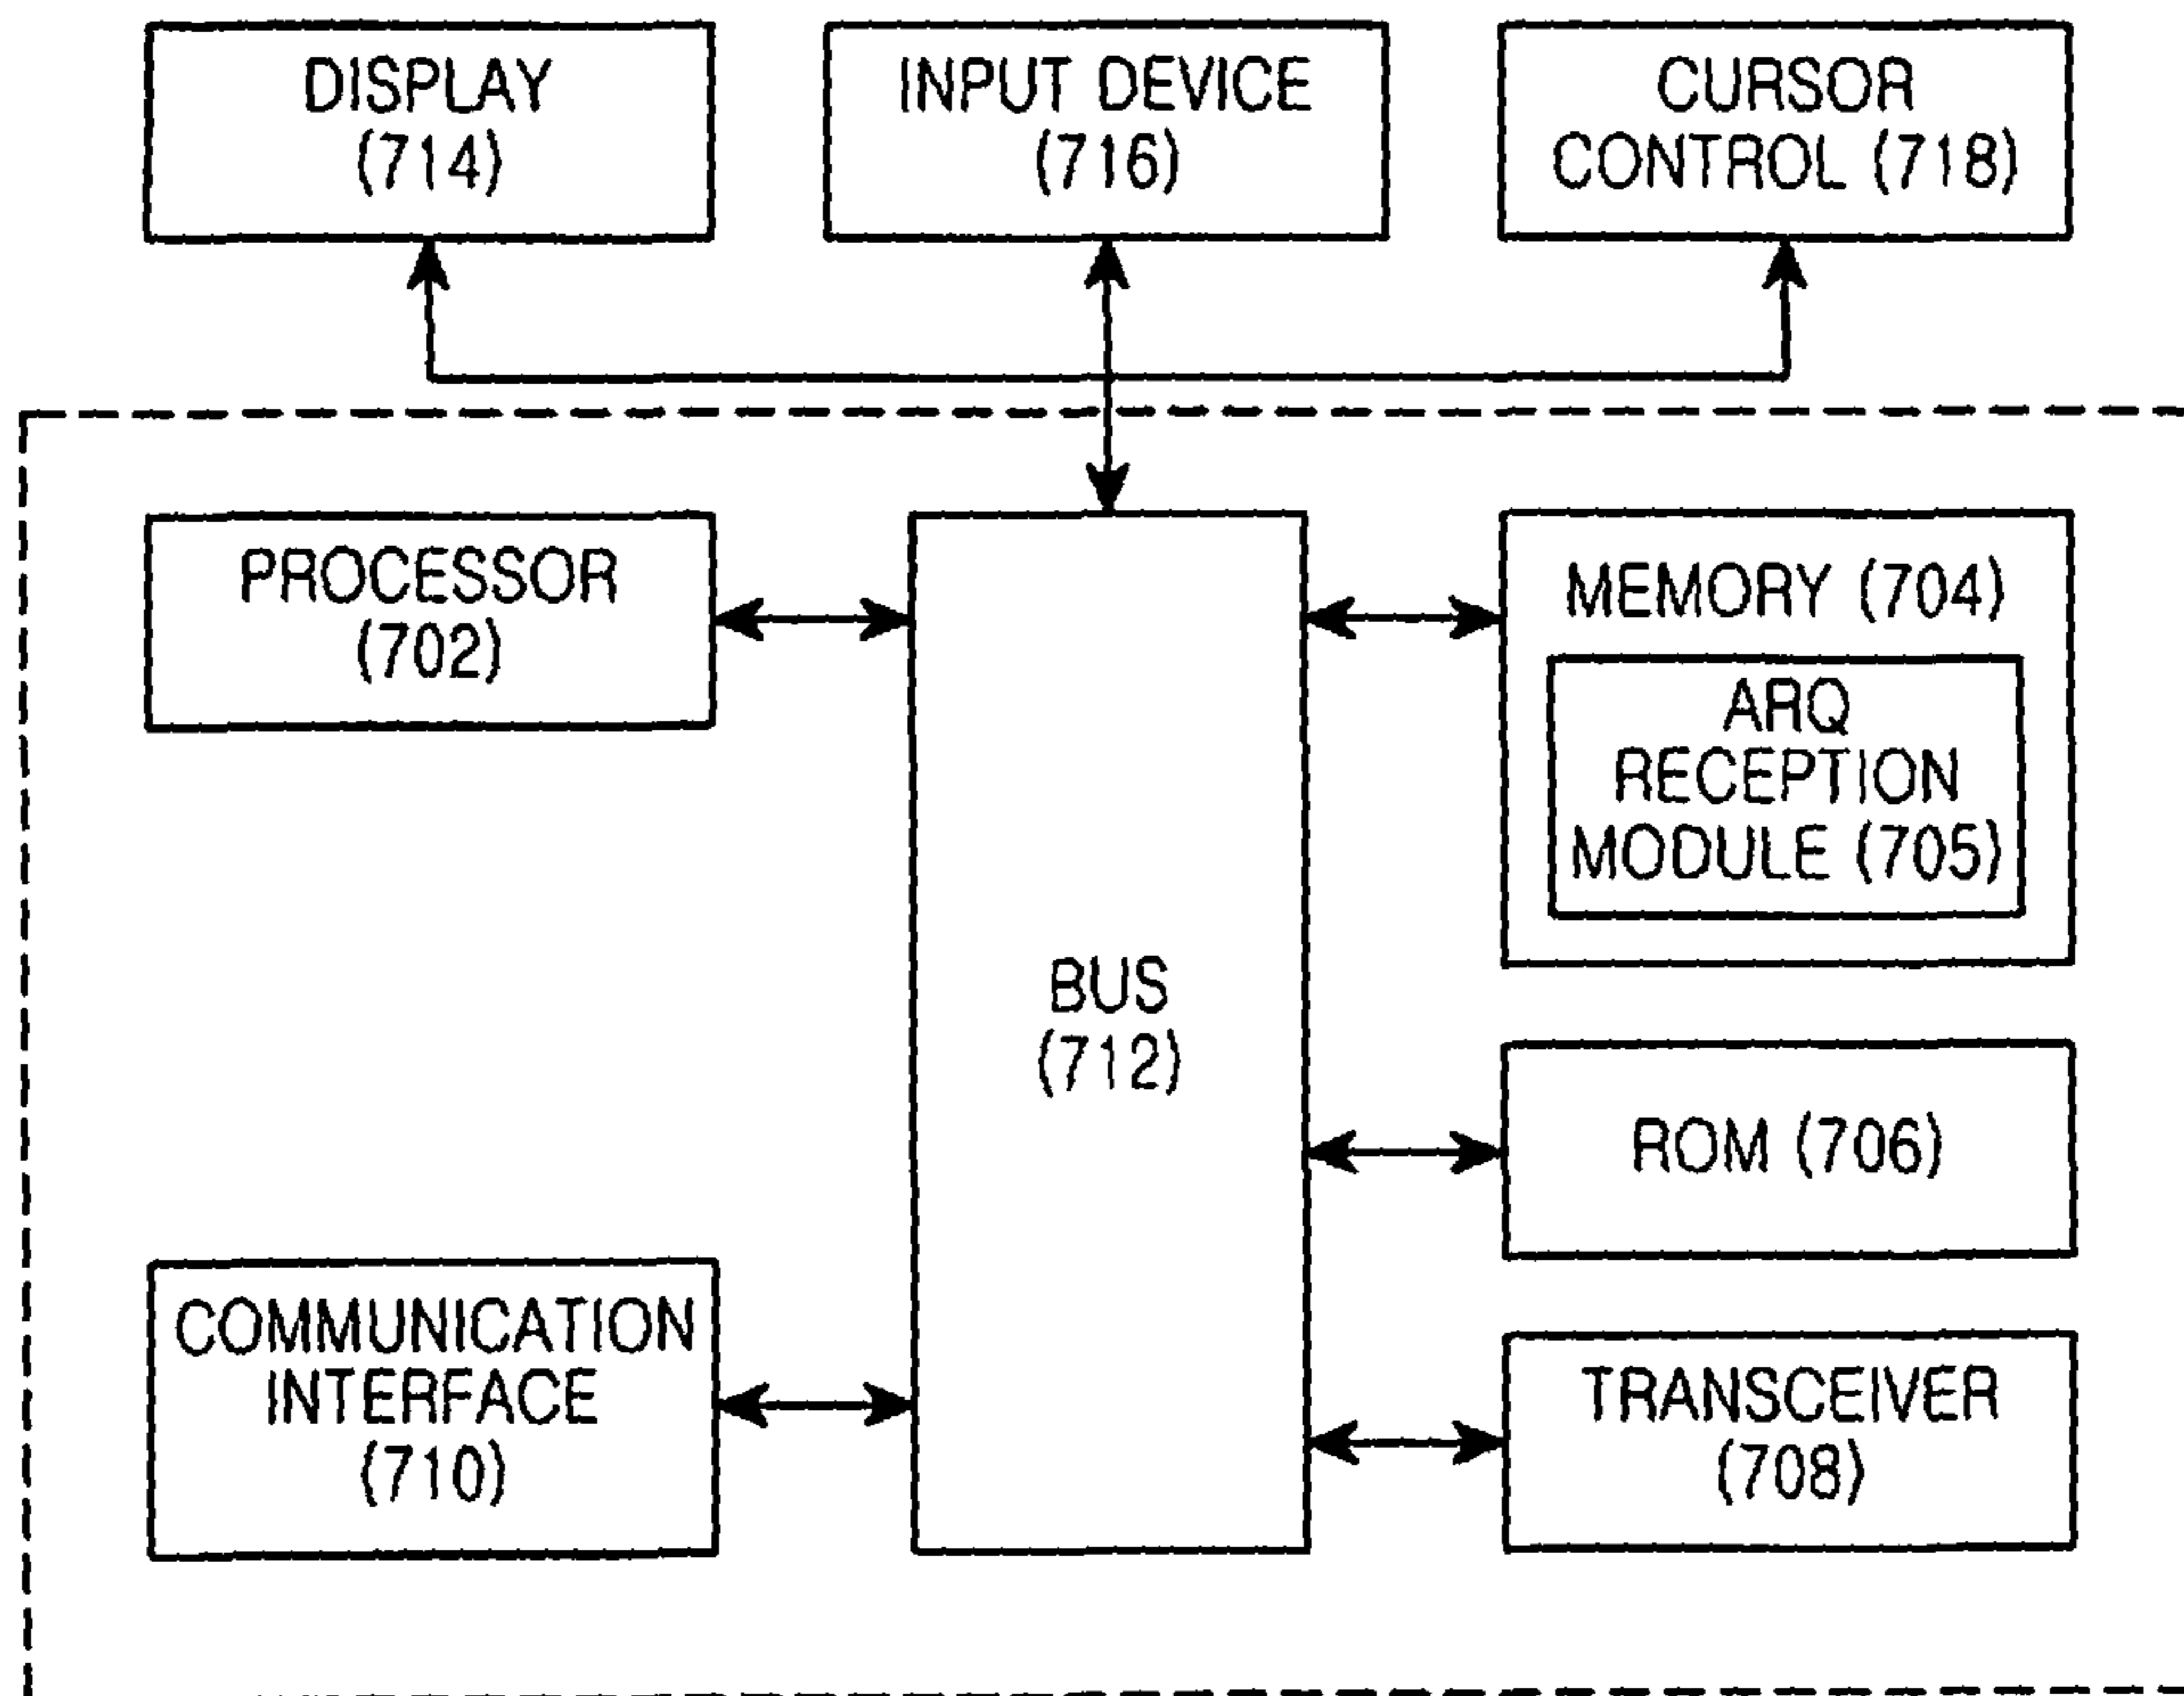 DISPLAY
(714)
INPUT DEVICE
(716)
CURSOR
CONTROL (718)
PROCESSOR
(702)
MEMORY (704)
ARQ
RECEPTION
MODULE (705)
BUS
(712)
ROM (706)
COMMUNICATION
INTERFACE
(710)
TRANSCEIVER
(708)